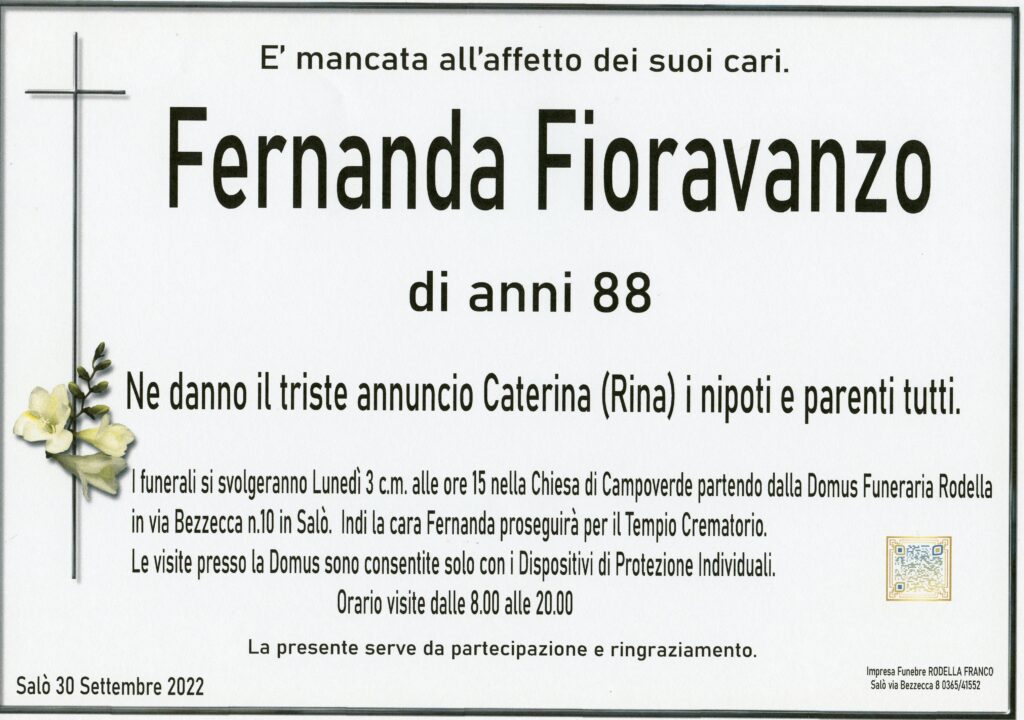 E' mancata all'affetto dei suoi cari.
Fernanda Fioravanzo
di anni 88
Ne danno il triste annuncio Caterina (Rina) i nipoti e parenti tutti.
I funerali si svolgeranno Lunedì 3 c.m. alle ore 15 nella Chiesa di Campoverde partendo dalla Domus Funeraria Rodella
in via Bezzecca n.10 in Salò. Indi la cara Fernanda proseguirà per il Tempio Crematorio.
Le visite presso la Domus sono consentite solo con i Dispositivi di Protezione Individuali.
Orario visite dalle 8.00 alle 20.00
La presente serve da partecipazione e ringraziamento.
Salò 30 Settembre 2022
Impresa Funebre RODELLA FRANCO
Salò via Bezzecca 8 0365/41552